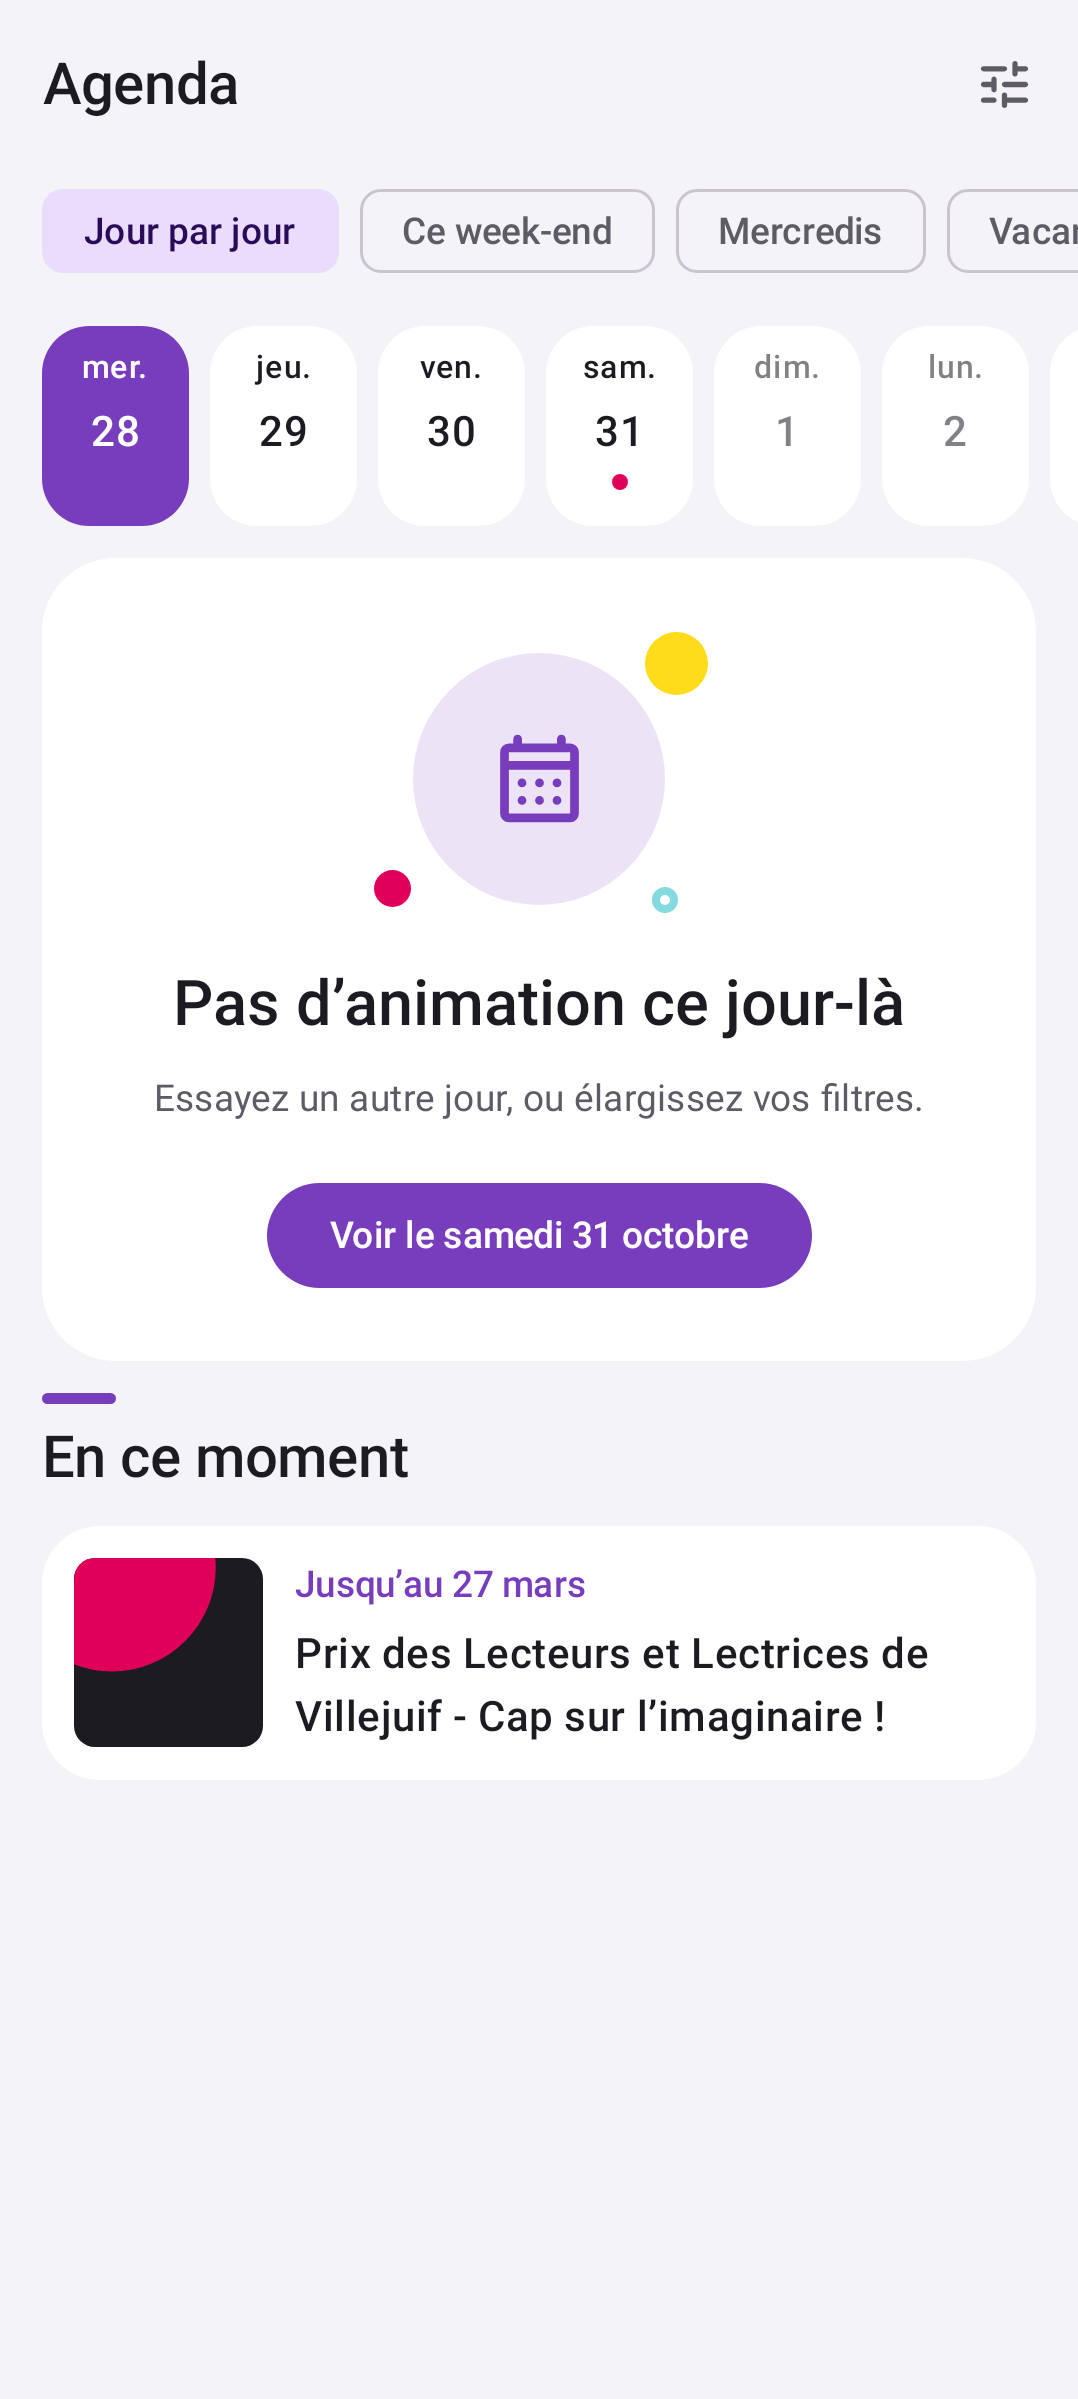 Agenda
Jour par jour
Ce week-end
Mercredis
mer.
28
jeu.
29
ven.
30
sam.
31
dim.
1
lun.
2
Pas d’animation ce jour-là
Essayez un autre jour, ou élargissez vos filtres.
Voir le samedi 31 octobre
En ce moment
Jusqu’au 27 mars
Prix des Lecteurs et Lectrices de
Villejuif - Cap sur l’imaginaire !